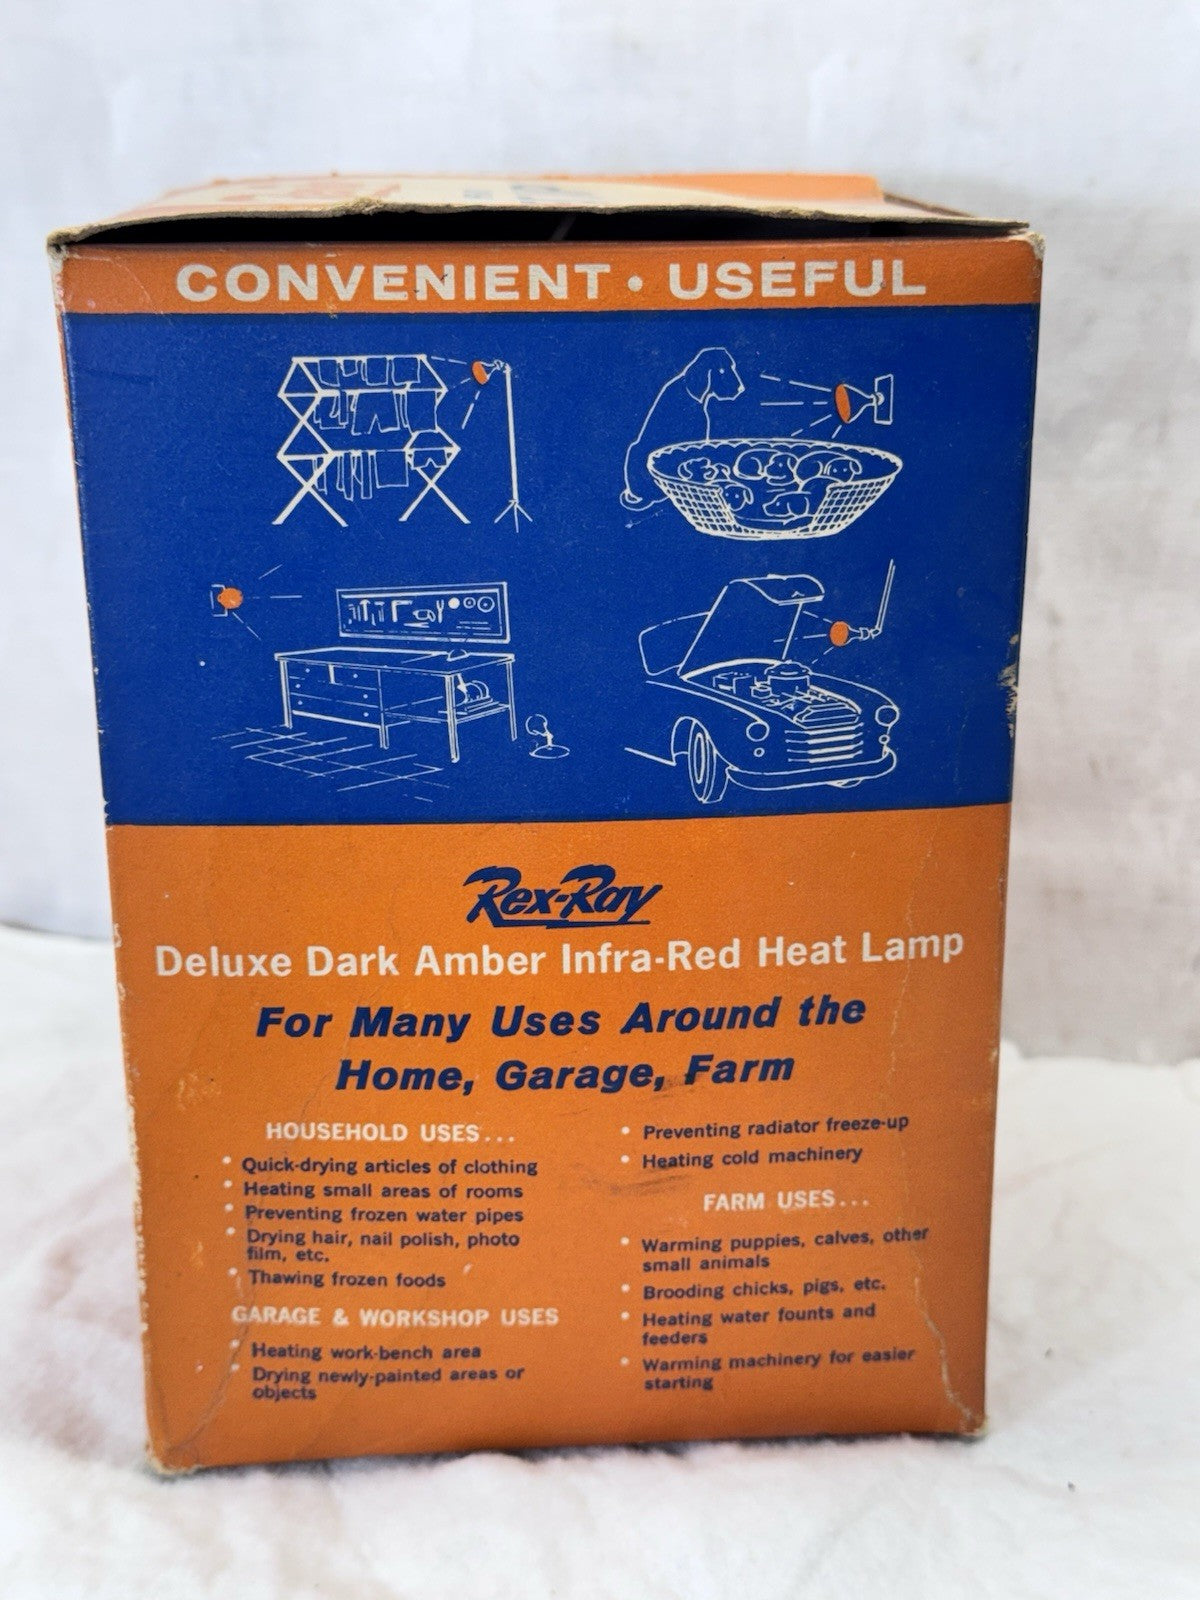 CONVENIENT • USEFUL
Rex-Ray
Deluxe Dark Amber Infra-Red Heat Lamp
For Many Uses Around the
Home, Garage, Farm
HOUSEHOLD USES...
• Quick-drying articles of clothing
• Heating small areas of rooms
• Preventing frozen water pipes
• Drying hair, nail polish, photo
film, etc.
• Thawing frozen foods
GARAGE & WORKSHOP USES
• Heating work-bench area
• Drying newly-painted areas or
objects
• Preventing radiator freeze-up
• Heating cold machinery
FARM USES...
• Warming puppies, calves, other
small animals
• Brooding chicks, pigs, etc.
• Heating water founts and
feeders
• Warming machinery for easier
starting